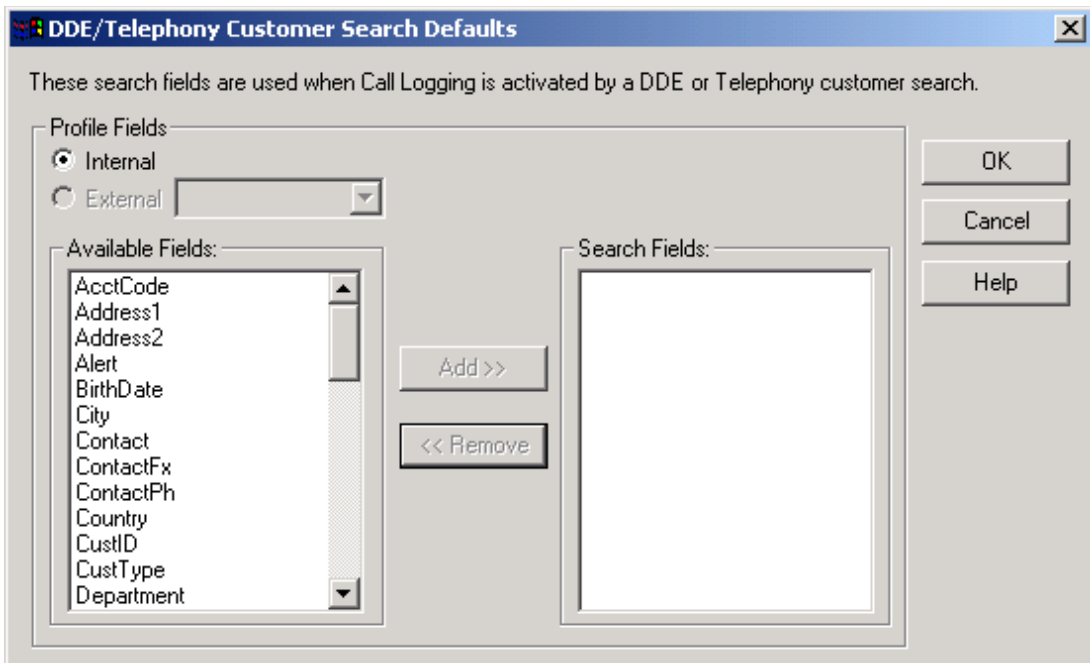 DDE/Telephony Customer Search Defaults
These search fields are used when Call Logging is activated by a DDE or Telephony customer search.
Profile Fields
Internal
External
OK
Cancel
Help
Available Fields:
AcctCode
Address1
Address2
Alert
BirthDate
City
Contact
ContactFx
ContactPh
Country
CustID
CustType
Department
Add >>
<< Remove
Search Fields: